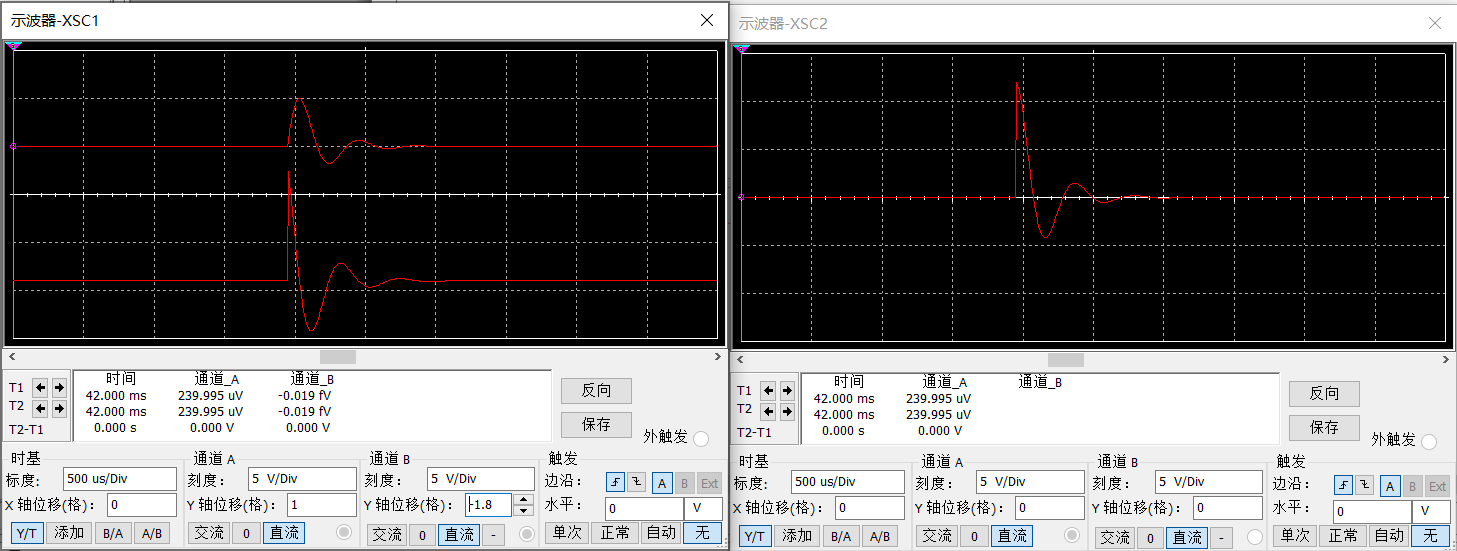 示波器-XSC1
时间 通道_A 通道_B
T1 42.000 ms 239.995 uV -0.019 fV
T2 42.000 ms 239.995 uV -0.019 fV
T2-T1 0.000 s 0.000 V 0.000 V
反向
保存
外触发
时基 通道 A 通道 B 触发
标度： 500 us/Div 刻度： 5 V/Div 刻度： 5 V/Div 边沿： A B Ext
X 轴位移(格)： 0 Y 轴位移(格)： 1 Y 轴位移(格)： -1.8 水平： 0 V
Y/T 添加 B/A A/B 交流 0 直流 交流 0 直流 - 单次 正常 自动 无
示波器-XSC2
时间 通道_A 通道_B
T1 42.000 ms 239.995 uV
T2 42.000 ms 239.995 uV
T2-T1 0.000 s 0.000 V
反向
保存
外触发
时基 通道 A 通道 B 触发
标度： 500 us/Div 刻度： 5 V/Div 刻度： 5 V/Div 边沿： A B Ext
X 轴位移(格)： 0 Y 轴位移(格)： 0 Y 轴位移(格)： 0 水平： 0 V
Y/T 添加 B/A A/B 交流 0 直流 交流 0 直流 - 单次 正常 自动 无